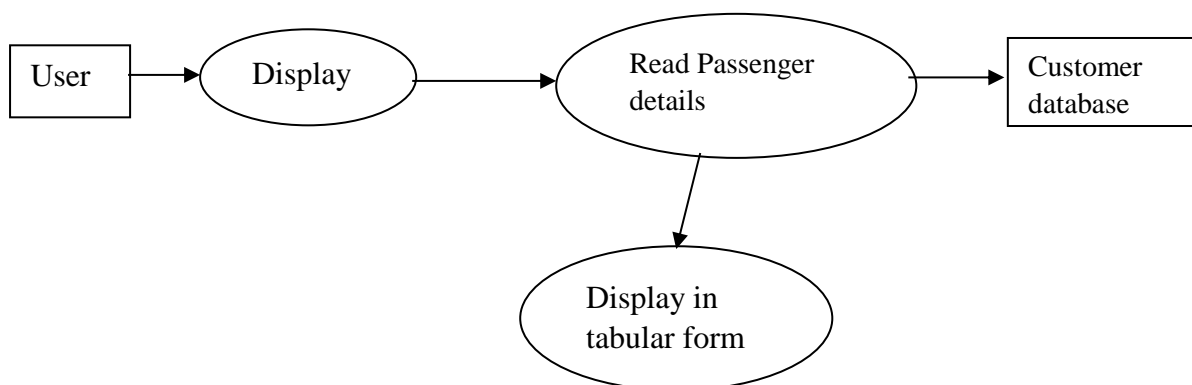 User
Display
Read Passenger
details
Customer
database
Display in
tabular form